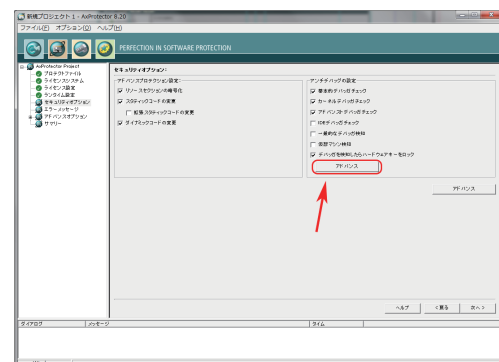 新規プロジェクト 1 - AxProtector 8.20
ファイル(F) オプション(O) ヘルプ(H)
PERFECTION IN SOFTWARE PROTECTION
AxProtector Project
プロテクトファイル
ライセンスシステム
ライセンス設定
ランタイム設定
セキュリティオプション
エラーメッセージ
アドバンスオプション
サマリー
セキュリティオプション:
アドバンスプロテクション設定:
リソースセクションの暗号化
スタティックコードの変更
拡張スタティックコードの変更
ダイナミックコードの変更
アンチデバッグの設定
基本的デバッガチェック
カーネルデバッガチェック
アドバンストデバッガチェック
IDEデバッガチェック
一般的なデバッガ検知
仮想マシン検知
デバッガを検知したらハードウェアキーをロック
アドバンス
アドバンス
ヘルプ
< 戻る
次へ >
ダイアログ
メッセージ
タイム